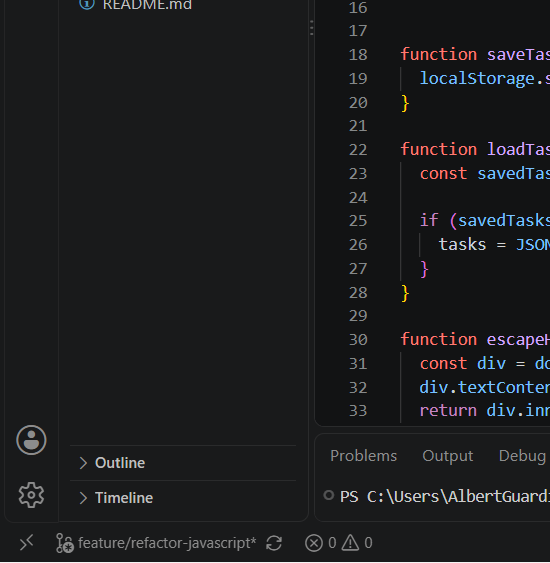 README.md
16
17
18 function saveTas
19 localStorage.s
20 }
21
22 function loadTas
23 const savedTas
24
25 if (savedTasks
26 tasks = JSON
27 }
28 }
29
30 function escapeH
31 const div = do
32 div.textConten
33 return div.inn
Outline
Timeline
Problems Output Debug
PS C:\Users\AlbertGuardi
feature/refactor-javascript* 0 0